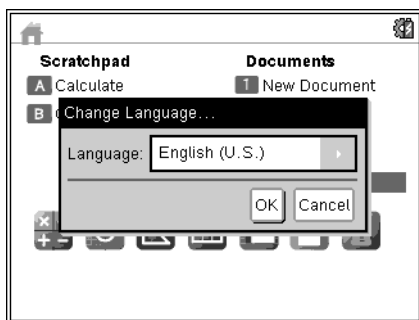 Scratchpad Documents
A Calculate 1 New Document
B
Change Language...
Language: English (U.S.)
OK Cancel